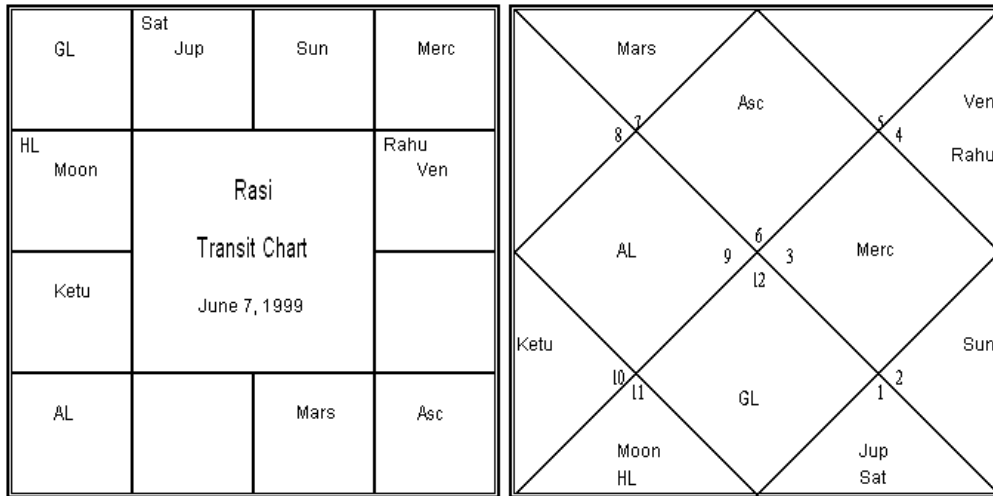 GL
Sat
Jup
Sun
Merc
HL
Moon
Rasi
Transit Chart
June 7, 1999
Rahu
Ven
Ketu
AL
Mars
Asc
Mars
Asc
Ven
Rahu
7
8
5
4
AL
6
9
3
12
Merc
Ketu
Sun
10
11
2
1
GL
Moon
HL
Jup
Sat